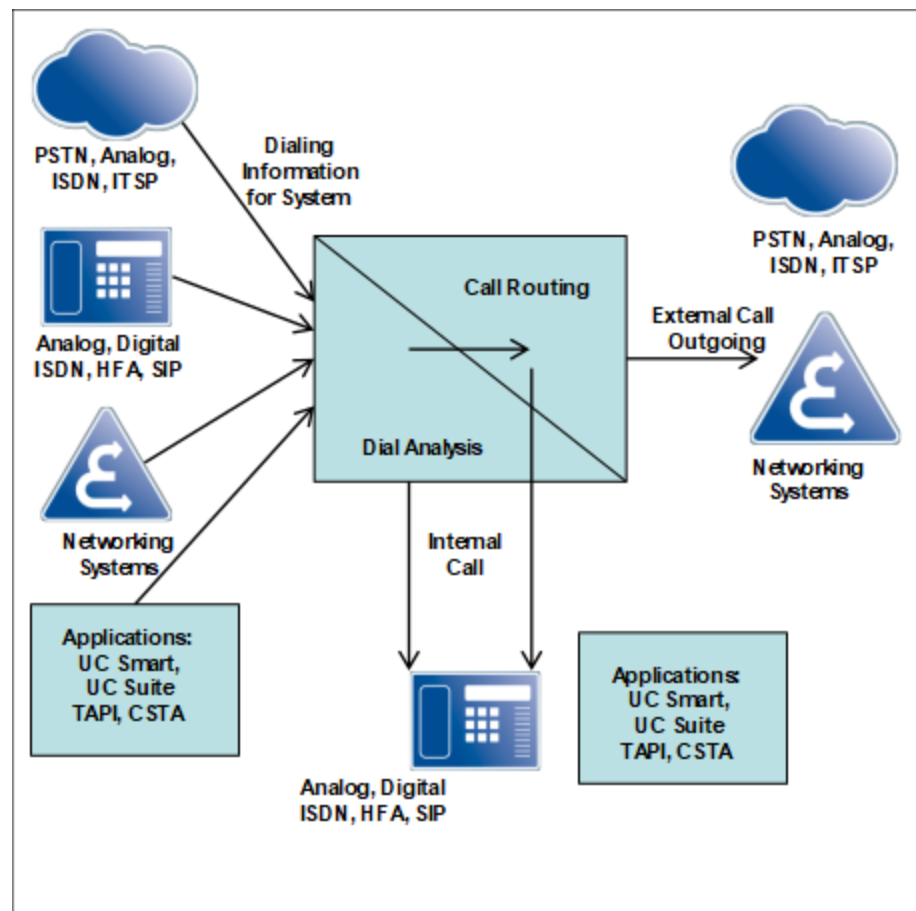 PSTN, Analog,
ISDN, ITSP
Dialing
Information
for System
PSTN, Analog,
ISDN, ITSP
Analog, Digital
ISDN, HFA, SIP
Call Routing
External Call
Outgoing
Dial Analysis
Networking
Systems
Networking
Systems
Internal
Call
Applications:
UC Smart,
UC Suite
TAPI, CSTA
Applications:
UC Smart,
UC Suite
TAPI, CSTA
Analog, Digital
ISDN, HFA, SIP